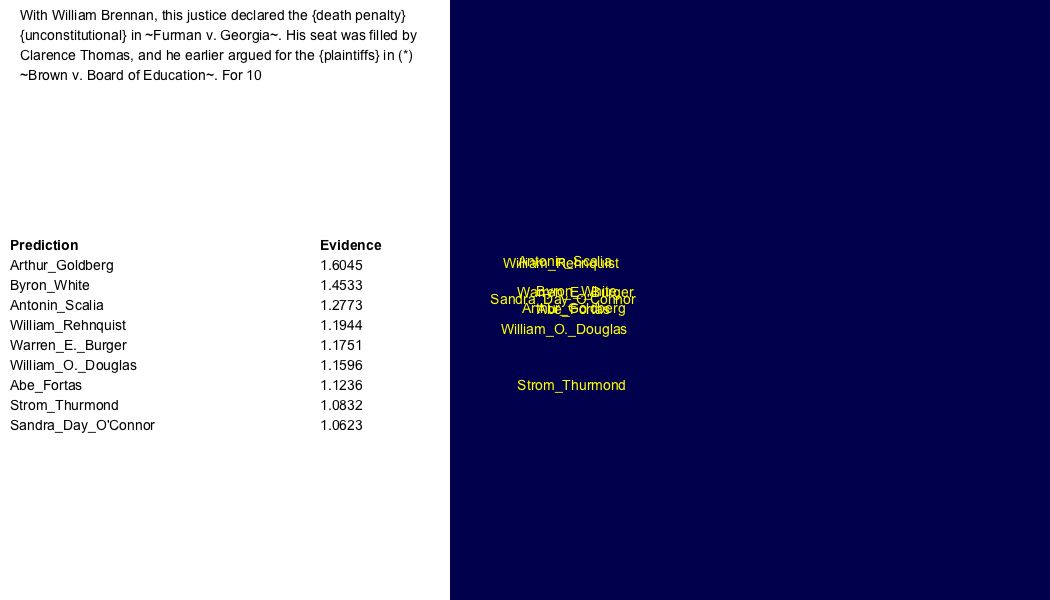 With William Brennan, this justice declared the {death penalty}
{unconstitutional} in ~Furman v. Georgia~. His seat was filled by
Clarence Thomas, and he earlier argued for the {plaintiffs} in (*)
~Brown v. Board of Education~. For 10
Prediction Evidence
Arthur_Goldberg 1.6045
Byron_White 1.4533
Antonin_Scalia 1.2773
William_Rehnquist 1.1944
Warren_E._Burger 1.1751
William_O._Douglas 1.1596
Abe_Fortas 1.1236
Strom_Thurmond 1.0832
Sandra_Day_O'Connor 1.0623
Antonin_Scalia
William_Rehnquist
Byron_White
Warren_E._Burger
Sandra_Day_O'Connor
Arthur_Goldberg
Abe_Fortas
William_O._Douglas
Strom_Thurmond